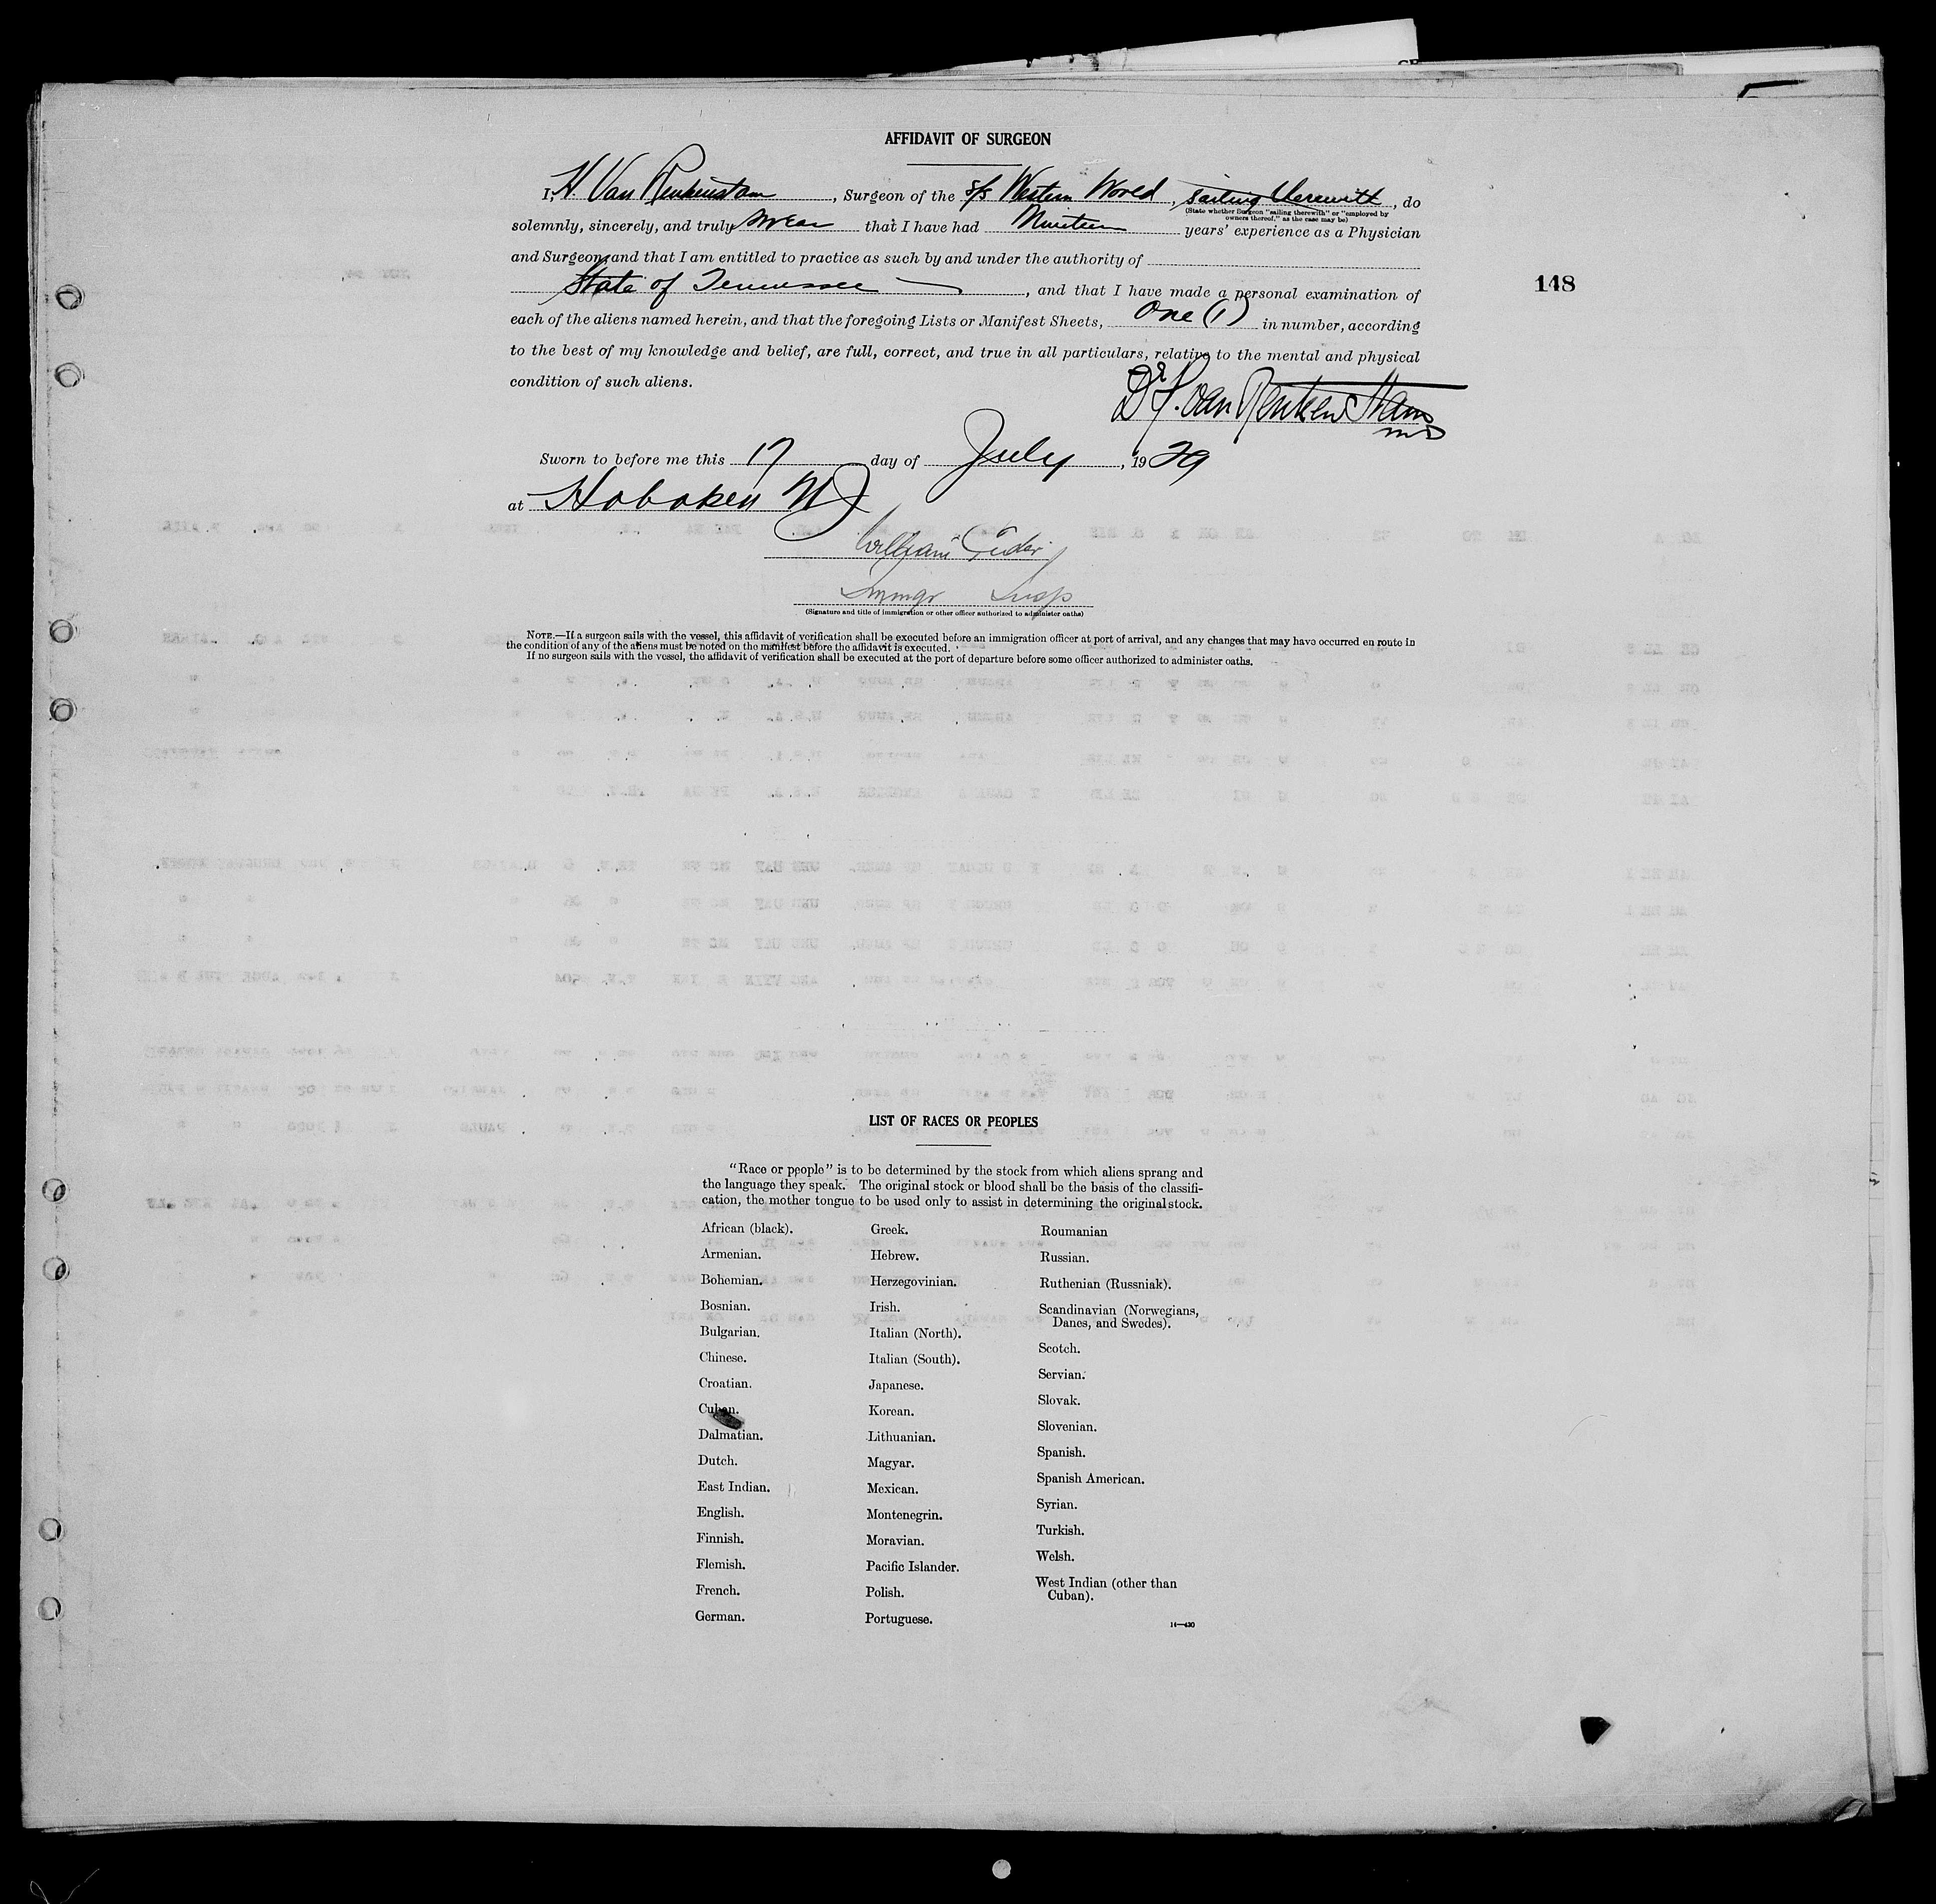 AFFIDAVIT OF SURGEON
I, H. Van , Surgeon of the S/S Western World, sailing therewith, do
(State whether Surgeon "sailing therewith" or "employed by
owners thereof," as the case may be)
solemnly, sincerely, and truly swear that I have had Nineteen years' experience as a Physician
and Surgeon, and that I am entitled to practice as such by and under the authority of
State of Tennessee, and that I have made a personal examination of
148
each of the aliens named herein, and that the foregoing Lists or Manifest Sheets, One (1) in number, according
to the best of my knowledge and belief, are full, correct, and true in all particulars, relative to the mental and physical
condition of such aliens.
Dr H. van
MD
Sworn to before me this 17 day of July, 1929
at Hoboken NJ
William
Immgr Insp
(Signature and title of immigration or other officer authorized to administer oaths)
NOTE.—If a surgeon sails with the vessel, this affidavit of verification shall be executed before an immigration officer at port of arrival, and any changes that may have occurred en route in
the condition of any of the aliens must be noted on the manifest before the affidavit is executed.
If no surgeon sails with the vessel, the affidavit of verification shall be executed at the port of departure before some officer authorized to administer oaths.
LIST OF RACES OR PEOPLES
"Race or people" is to be determined by the stock from which aliens sprang and
the language they speak. The original stock or blood shall be the basis of the classifi-
cation, the mother tongue to be used only to assist in determining the original stock.
African (black).
Armenian.
Bohemian.
Bosnian.
Bulgarian.
Chinese.
Croatian.
Cuban.
Dalmatian.
Dutch.
East Indian.
English.
Finnish.
Flemish.
French.
German.
Greek.
Hebrew.
Herzegovinian.
Irish.
Italian (North).
Italian (South).
Japanese.
Korean.
Lithuanian.
Magyar.
Mexican.
Montenegrin.
Moravian.
Pacific Islander.
Polish.
Portuguese.
Roumanian
Russian.
Ruthenian (Russniak).
Scandinavian (Norwegians,
Danes, and Swedes).
Scotch.
Servian.
Slovak.
Slovenian.
Spanish.
Spanish American.
Syrian.
Turkish.
Welsh.
West Indian (other than
Cuban).
14—430